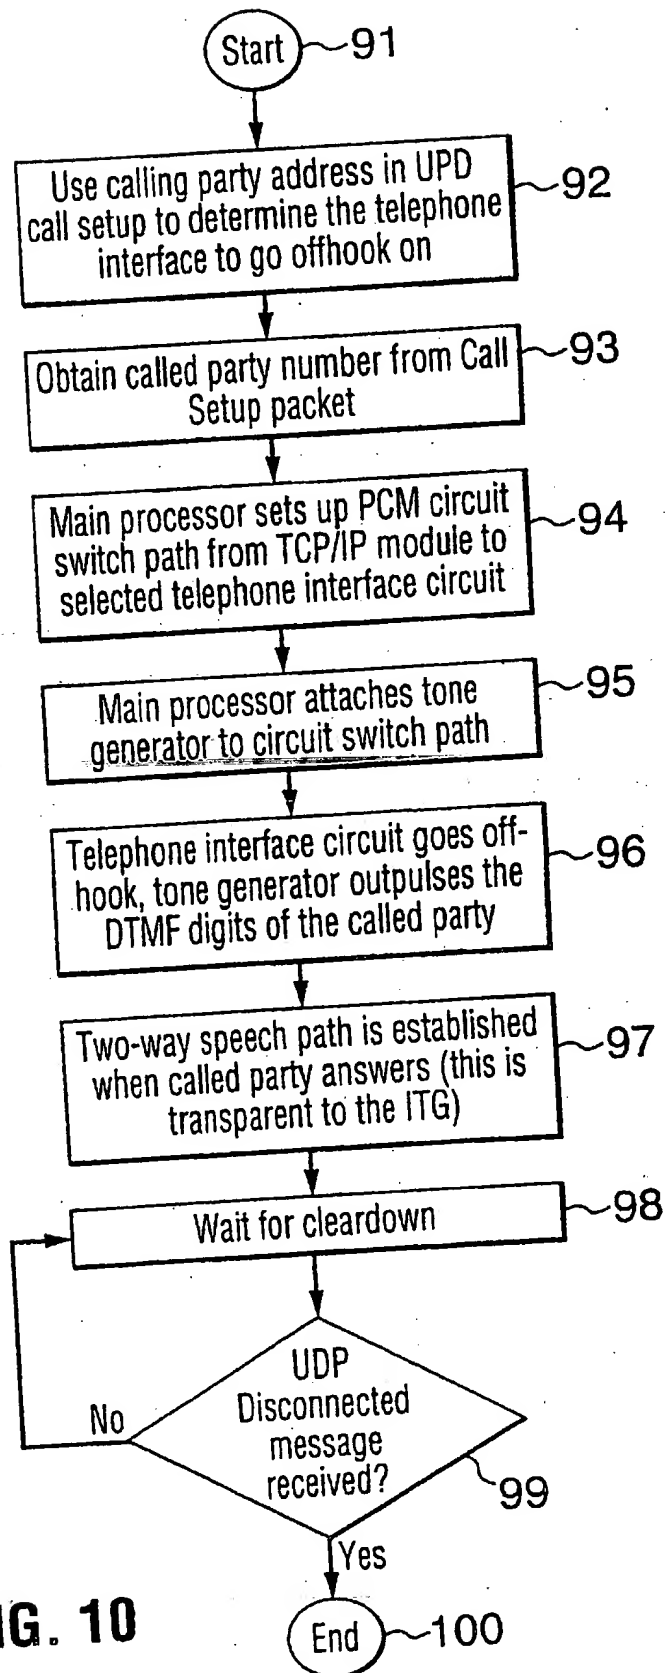 Start
91
Use calling party address in UPD
call setup to determine the telephone
interface to go offhook on
92
Obtain called party number from Call
Setup packet
93
Main processor sets up PCM circuit
switch path from TCP/IP module to
selected telephone interface circuit
94
Main processor attaches tone
generator to circuit switch path
95
Telephone interface circuit goes off-
hook, tone generator outpulses the
DTMF digits of the called party
96
Two-way speech path is established
when called party answers (this is
transparent to the ITG)
97
Wait for cleardown
98
UDP
Disconnected
message
received?
99
No
Yes
End
100
IG. 10